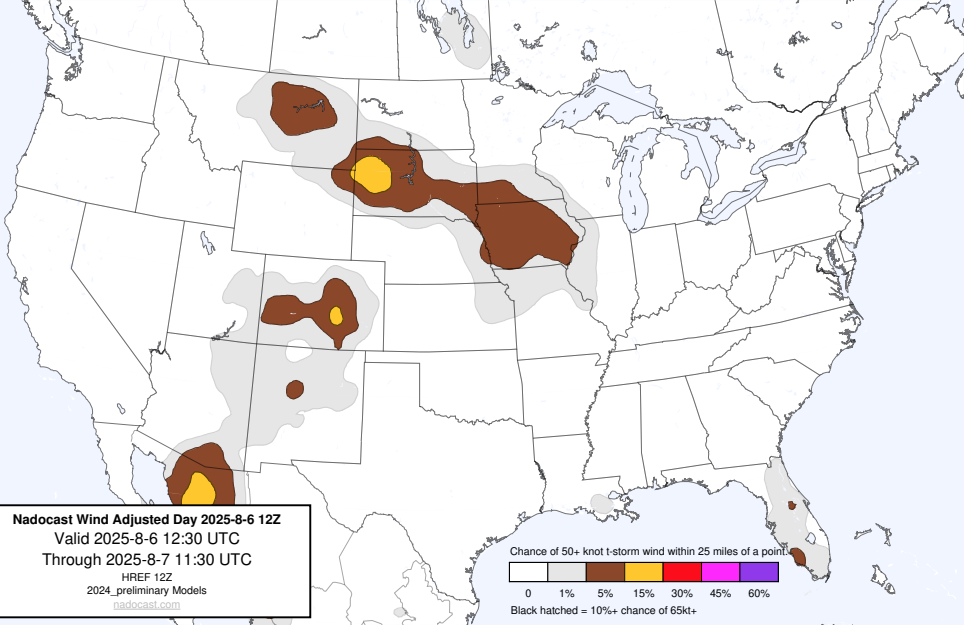 Nadocast Wind Adjusted Day 2025-8-6 12Z
Valid 2025-8-6 12:30 UTC
Through 2025-8-7 11:30 UTC
HREF 12Z
2024_preliminary Models
nadocast.com
Chance of 50+ knot t-storm wind within 25 miles of a point.
0 1% 5% 15% 30% 45% 60%
Black hatched = 10%+ chance of 65kt+